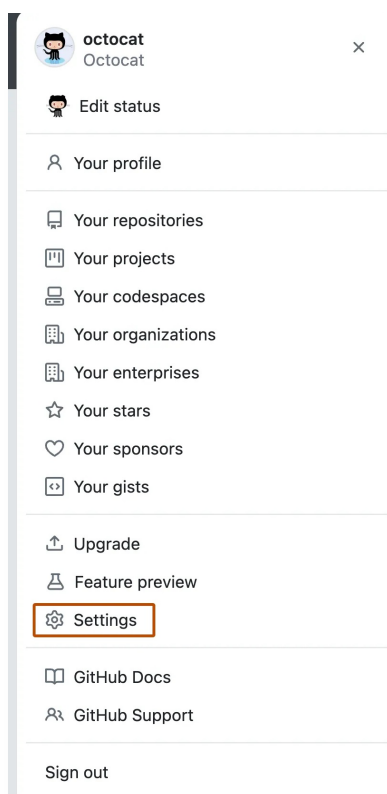 octocat
Octocat
Edit status
Your profile
Your repositories
Your projects
Your codespaces
Your organizations
Your enterprises
Your stars
Your sponsors
Your gists
Upgrade
Feature preview
Settings
GitHub Docs
GitHub Support
Sign out